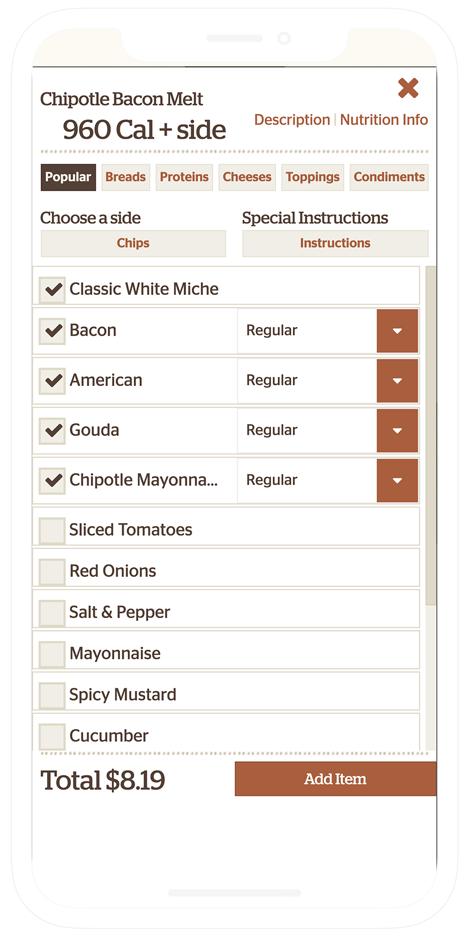 Chipotle Bacon Melt
960 Cal + side
Description | Nutrition Info
Popular Breads Proteins Cheeses Toppings Condiments
Choose a side Special Instructions
Chips Instructions
Classic White Miche
Bacon Regular
American Regular
Gouda Regular
Chipotle Mayonna... Regular
Sliced Tomatoes
Red Onions
Salt & Pepper
Mayonnaise
Spicy Mustard
Cucumber
Total $8.19 Add Item